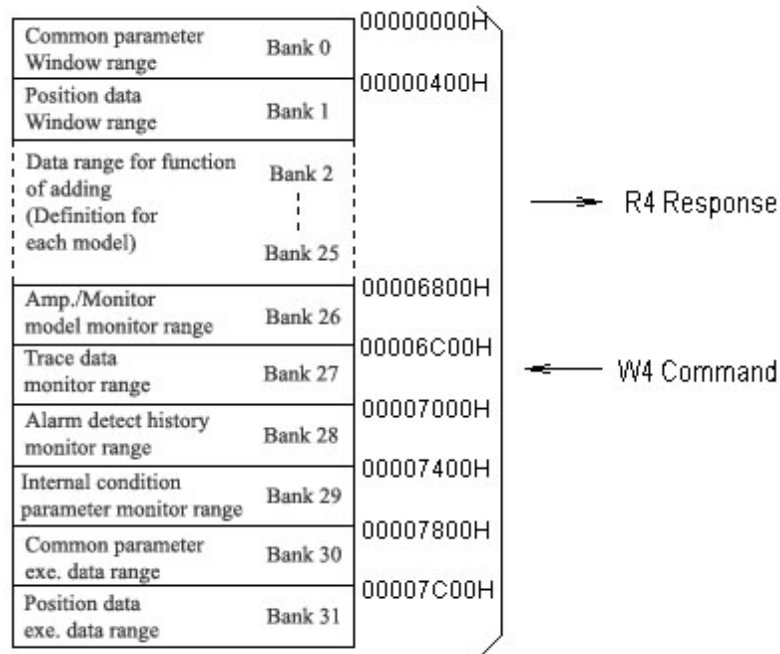 Common parameter
Window range
Bank 0
00000000H
Position data
Window range
Bank 1
00000400H
Data range for function
of adding
(Definition for
each model)
Bank 2
Bank 25
Amp./Monitor
model monitor range
Bank 26
00006800H
Trace data
monitor range
Bank 27
00006C00H
Alarm detect history
monitor range
Bank 28
00007000H
Internal condition
parameter monitor range
Bank 29
00007400H
Common parameter
exe. data range
Bank 30
00007800H
Position data
exe. data range
Bank 31
00007C00H
R4 Response
W4 Command